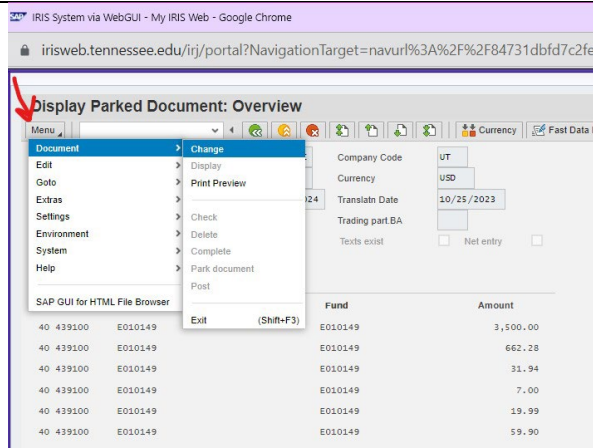 SAP IRIS System via WebGUI - My IRIS Web - Google Chrome
irisweb.tennessee.edu/irj/portal?NavigationTarget=navurl%3A%2F%2F84731dbfd7c2fe
Display Parked Document: Overview
Menu Currency Fast Data
Document Change
Edit Display
Goto Print Preview
Extras
Settings Check
Environment Delete
System Complete
Help Park document
Post
SAP GUI for HTML File Browser
Exit (Shift+F3)
Company Code UT
Currency USD
24 Translatn Date 10/25/2023
Trading part.BA
Texts exist Net entry
Fund Amount
40 439100 E010149 E010149 3,500.00
40 439100 E010149 E010149 662.28
40 439100 E010149 E010149 31.94
40 439100 E010149 E010149 7.00
40 439100 E010149 E010149 19.99
40 439100 E010149 E010149 59.90